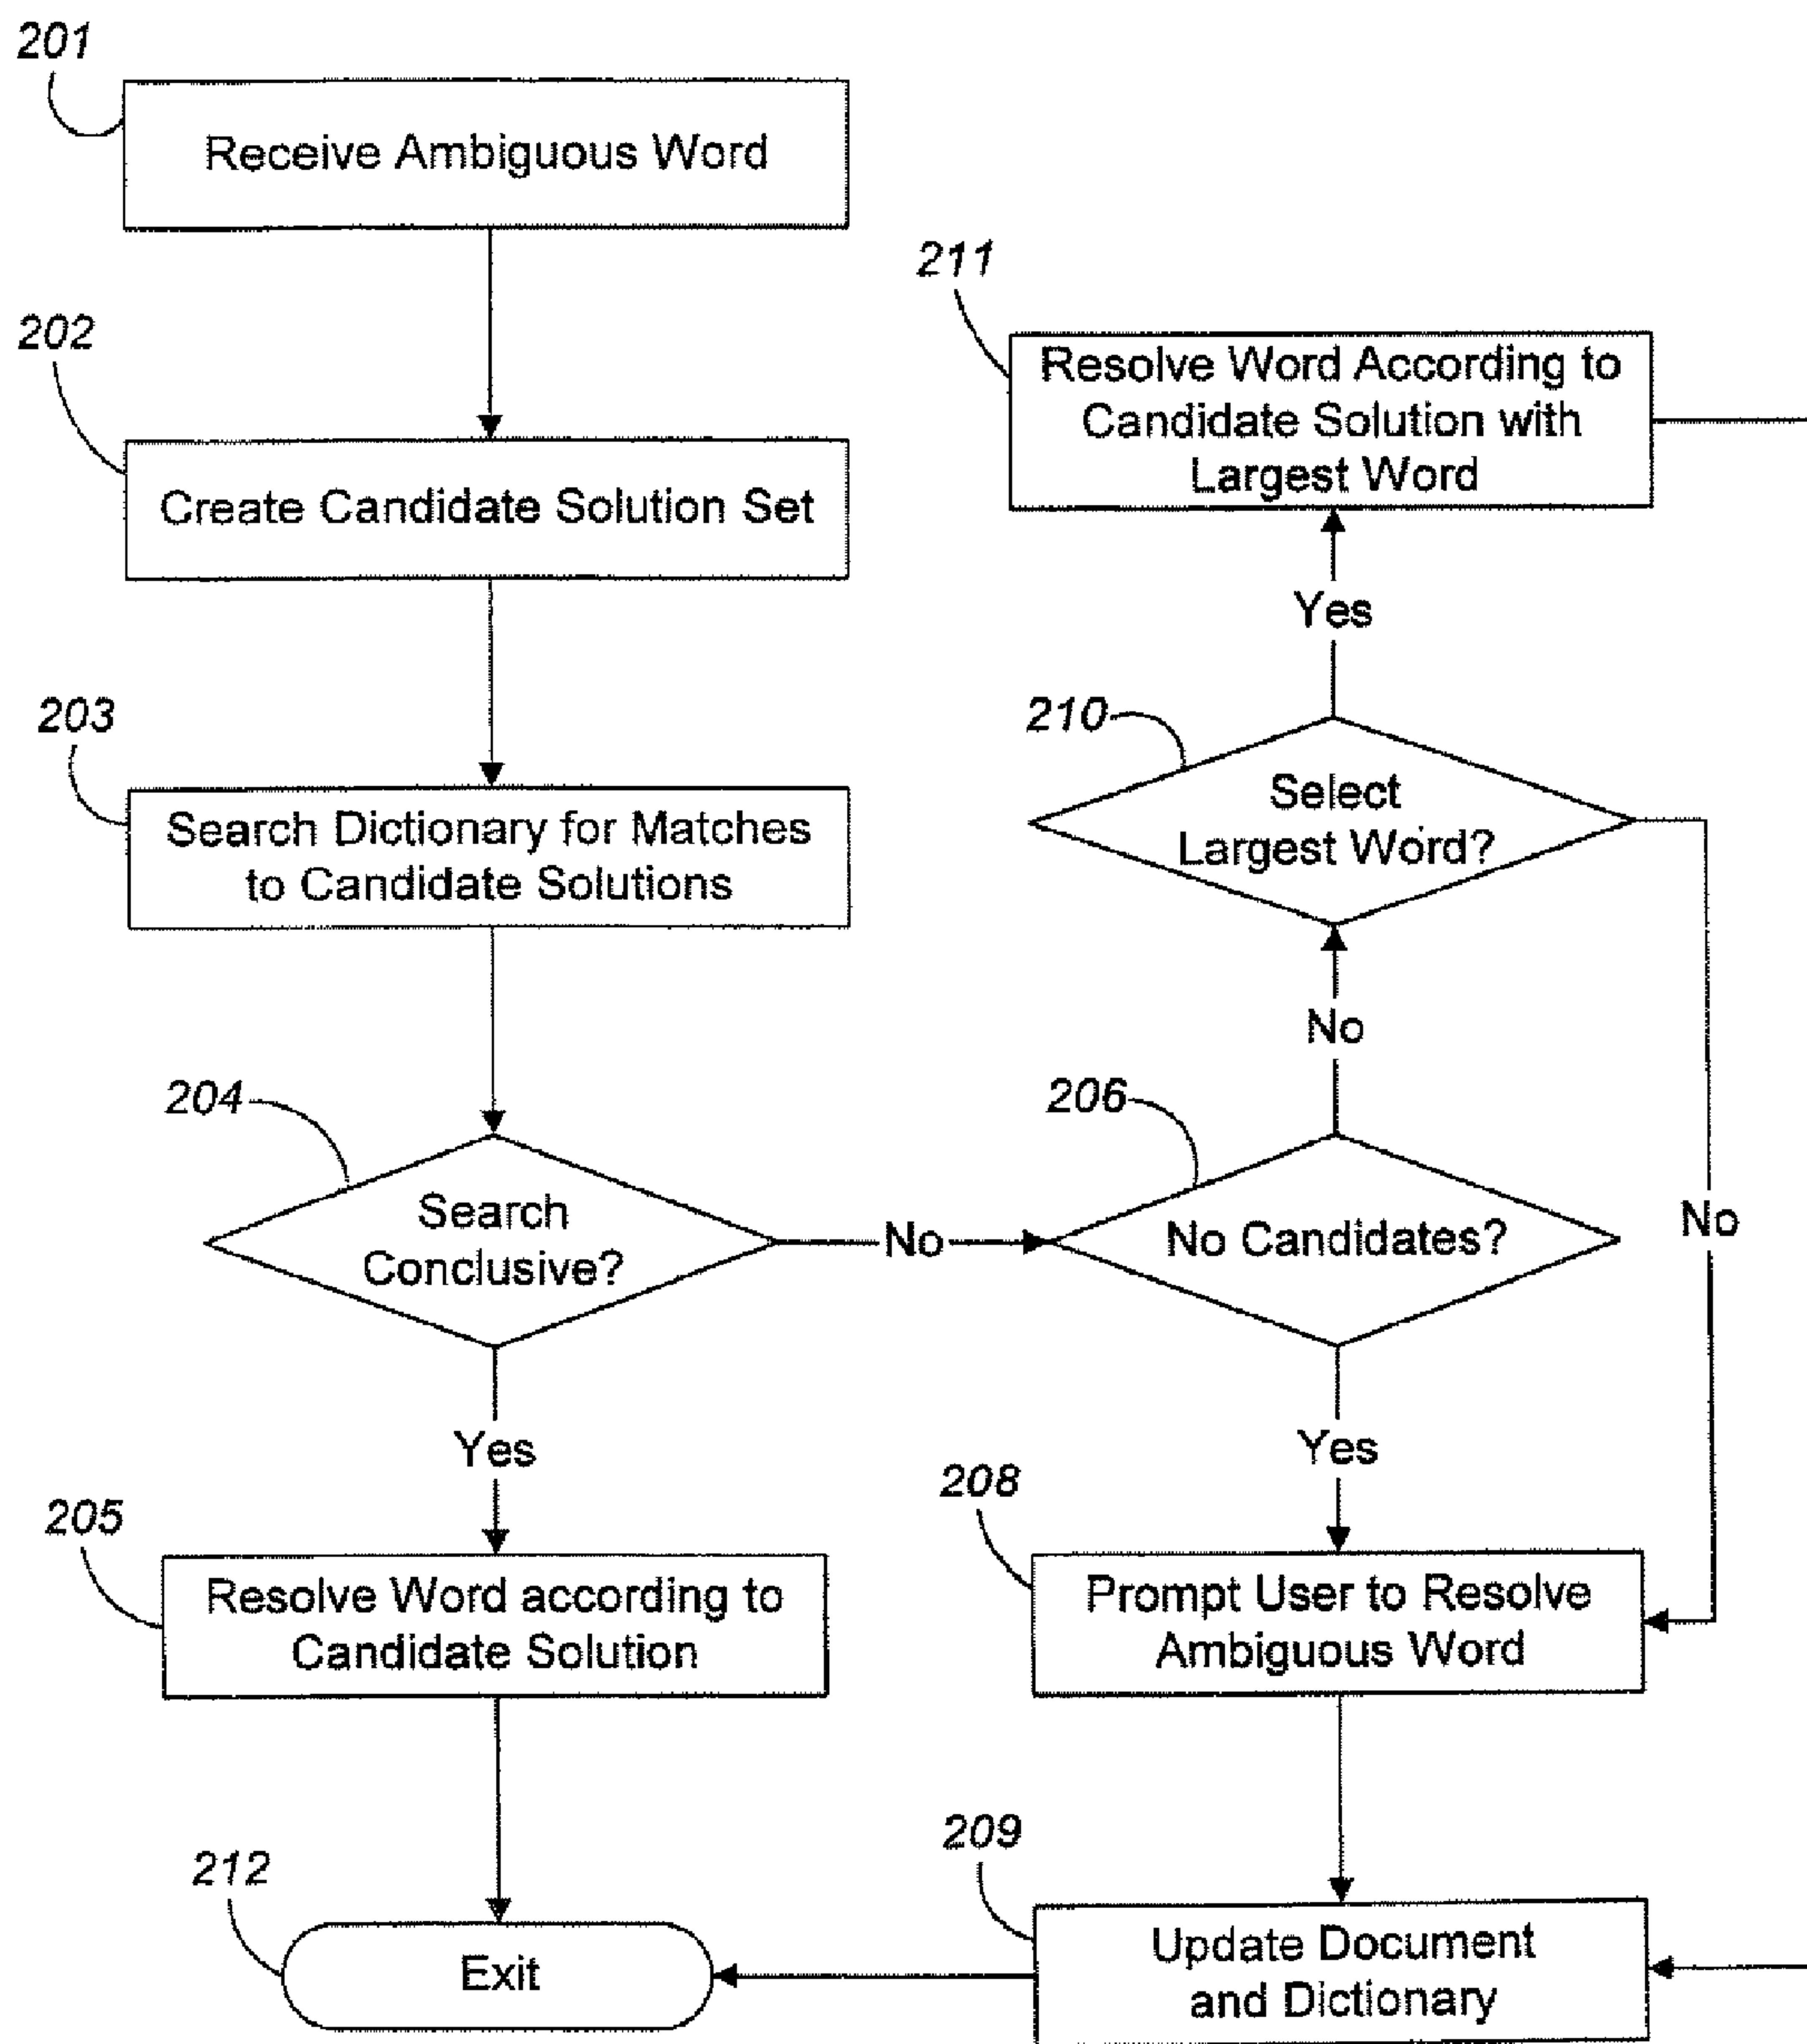 201
Receive Ambiguous Word
202
Create Candidate Solution Set
203
Search Dictionary for Matches
to Candidate Solutions
204
Search
Conclusive?
No
Yes
205
Resolve Word according to
Candidate Solution
212
Exit
211
Resolve Word According to
Candidate Solution with
Largest Word
Yes
210
Select
Largest Word?
No
No
206
No Candidates?
Yes
208
Prompt User to Resolve
Ambiguous Word
209
Update Document
and Dictionary